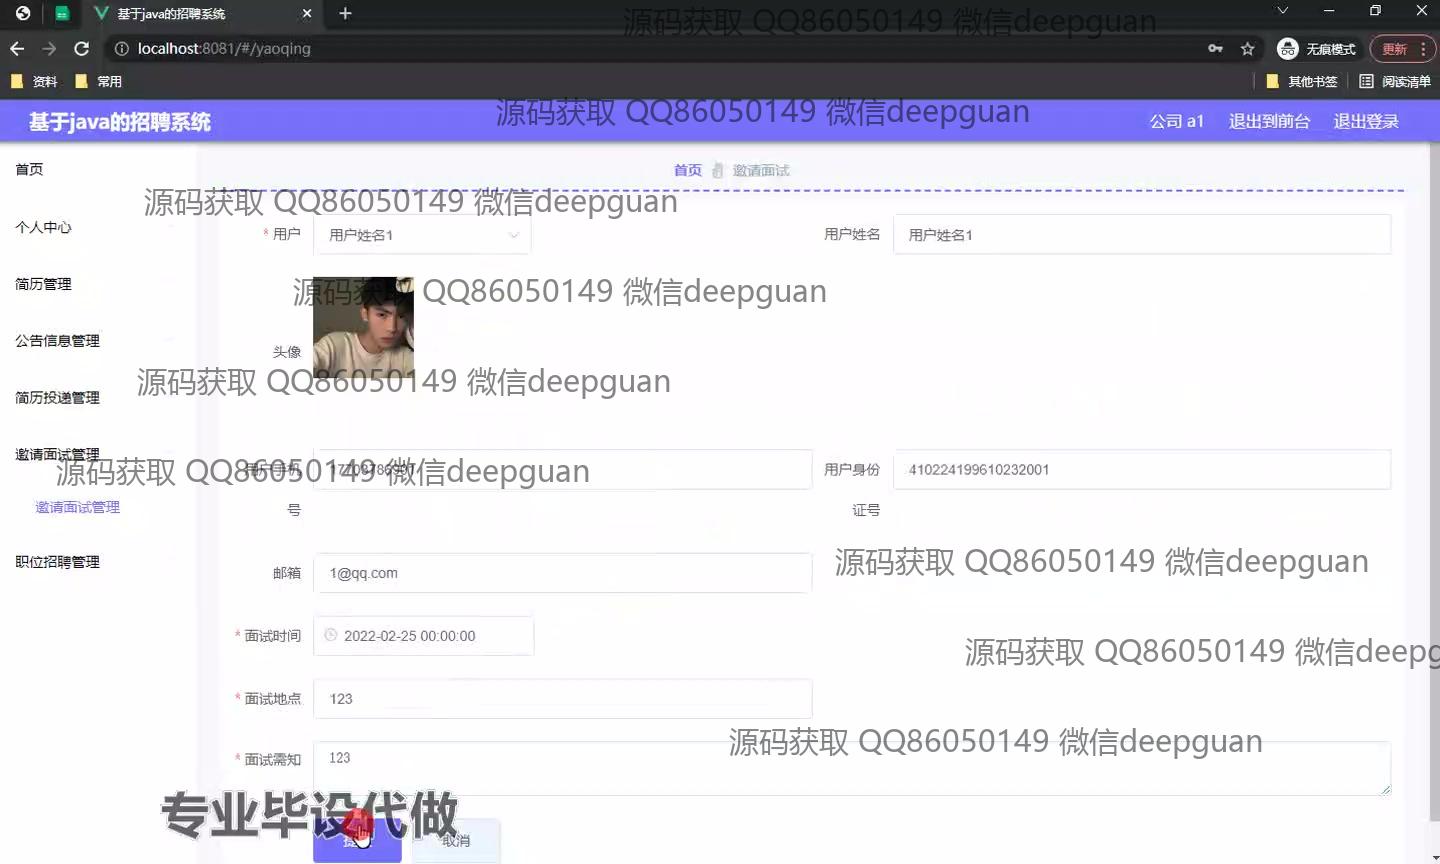 基于java的招聘系统
源码获取 QQ86050149 微信deepguan
localhost:8081/#/yaoqing
无痕模式
更新
资料
常用
其他书签
阅读清单
基于java的招聘系统
源码获取 QQ86050149 微信deepguan
公司 a1
退出到前台
退出登录
首页
首页
邀请面试
源码获取 QQ86050149 微信deepguan
个人中心
* 用户
用户姓名1
用户姓名
用户姓名1
简历管理
源码获取 QQ86050149 微信deepguan
公告信息管理
头像
源码获取 QQ86050149 微信deepguan
简历投递管理
邀请面试管理
源码获取 QQ86050149 微信deepguan
用户手机
号
用户身份
证号
410224199610232001
邀请面试管理
职位招聘管理
源码获取 QQ86050149 微信deepguan
邮箱
1@qq.com
* 面试时间
2022-02-25 00:00:00
源码获取 QQ86050149 微信deepg
* 面试地点
123
源码获取 QQ86050149 微信deepguan
* 面试需知
123
专业毕设代做
取消